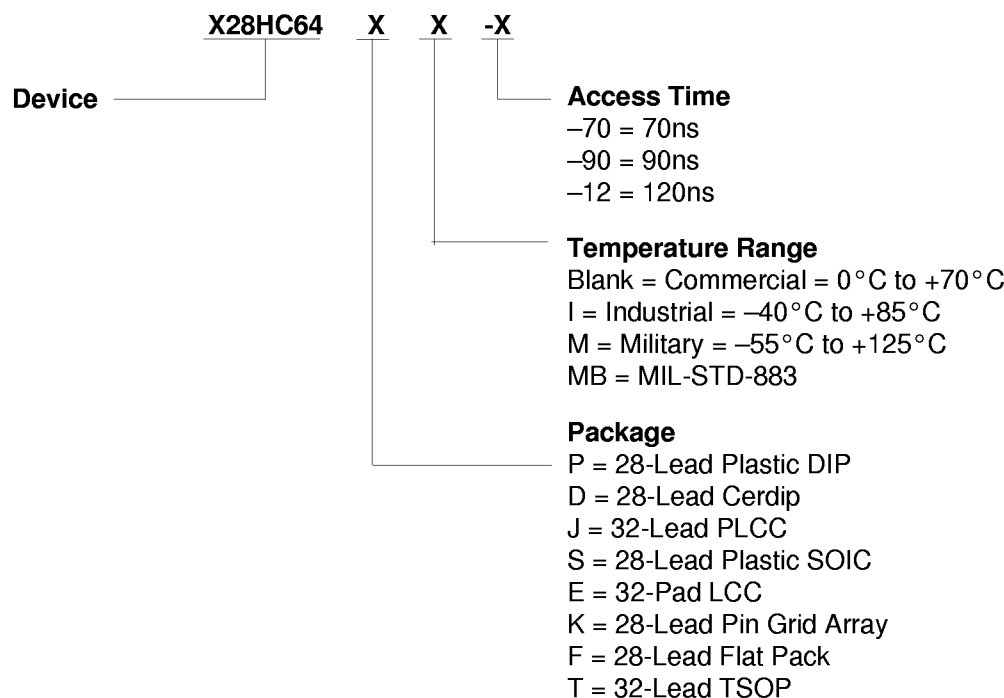 X28HC64 X X -X
Device
Access Time
–70 = 70ns
–90 = 90ns
–12 = 120ns
Temperature Range
Blank = Commercial = 0°C to +70°C
I = Industrial = –40°C to +85°C
M = Military = –55°C to +125°C
MB = MIL-STD-883
Package
P = 28-Lead Plastic DIP
D = 28-Lead Cerdip
J = 32-Lead PLCC
S = 28-Lead Plastic SOIC
E = 32-Pad LCC
K = 28-Lead Pin Grid Array
F = 28-Lead Flat Pack
T = 32-Lead TSOP